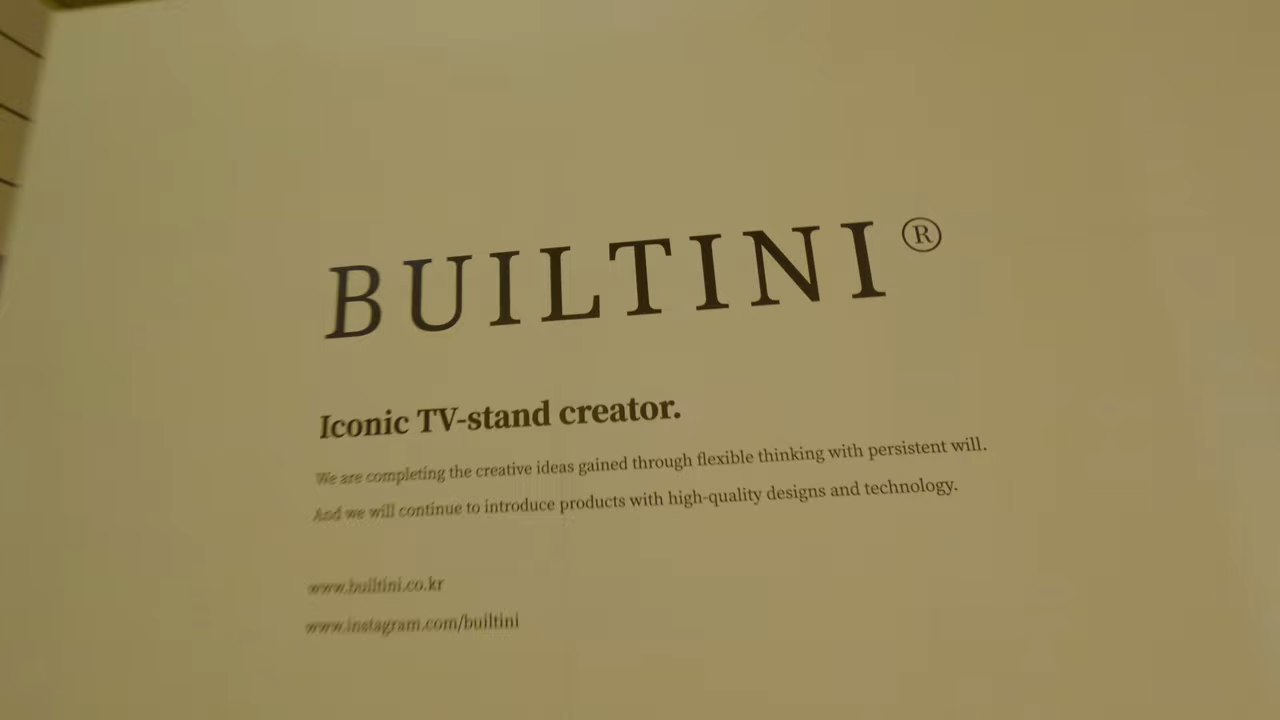 BUILTINI®
Iconic TV-stand creator.
We are completing the creative ideas gained through flexible thinking with persistent will.
And we will continue to introduce products with high-quality designs and technology.
www.builtini.co.kr
www.instagram.com/builtini